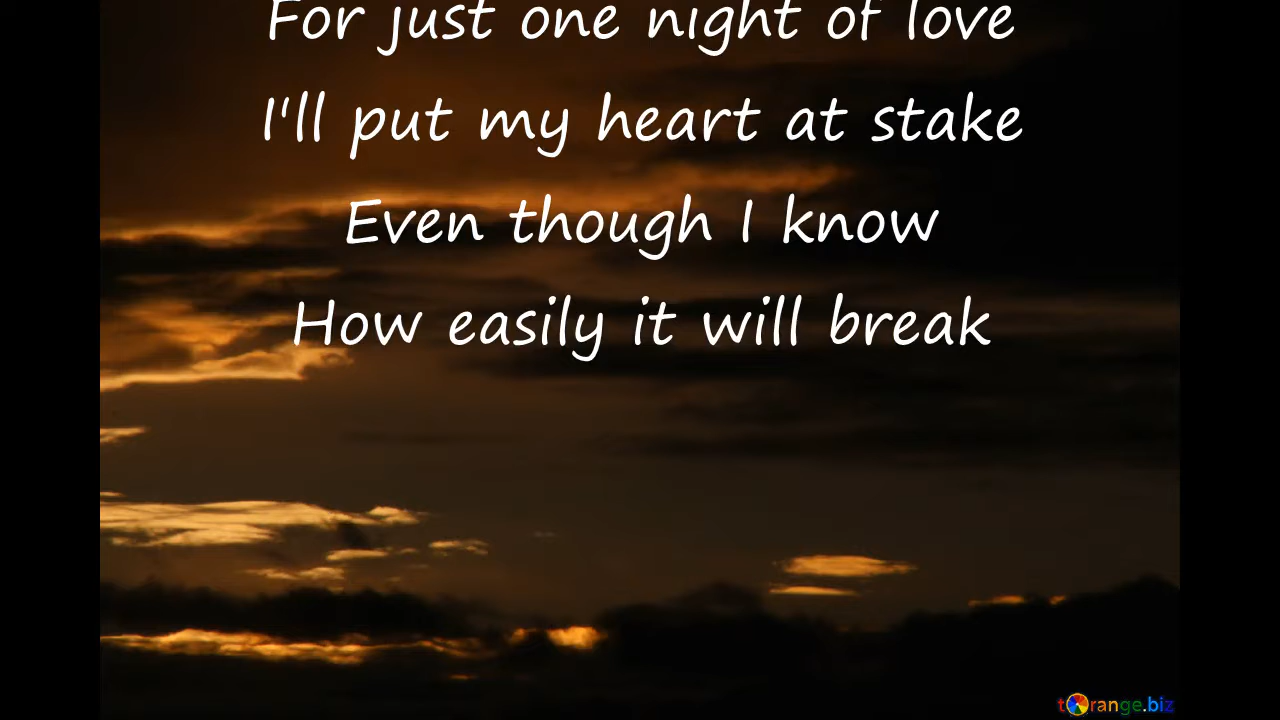 For just one night of love
I'll put my heart at stake
Even though I know
How easily it will break
torange.biz